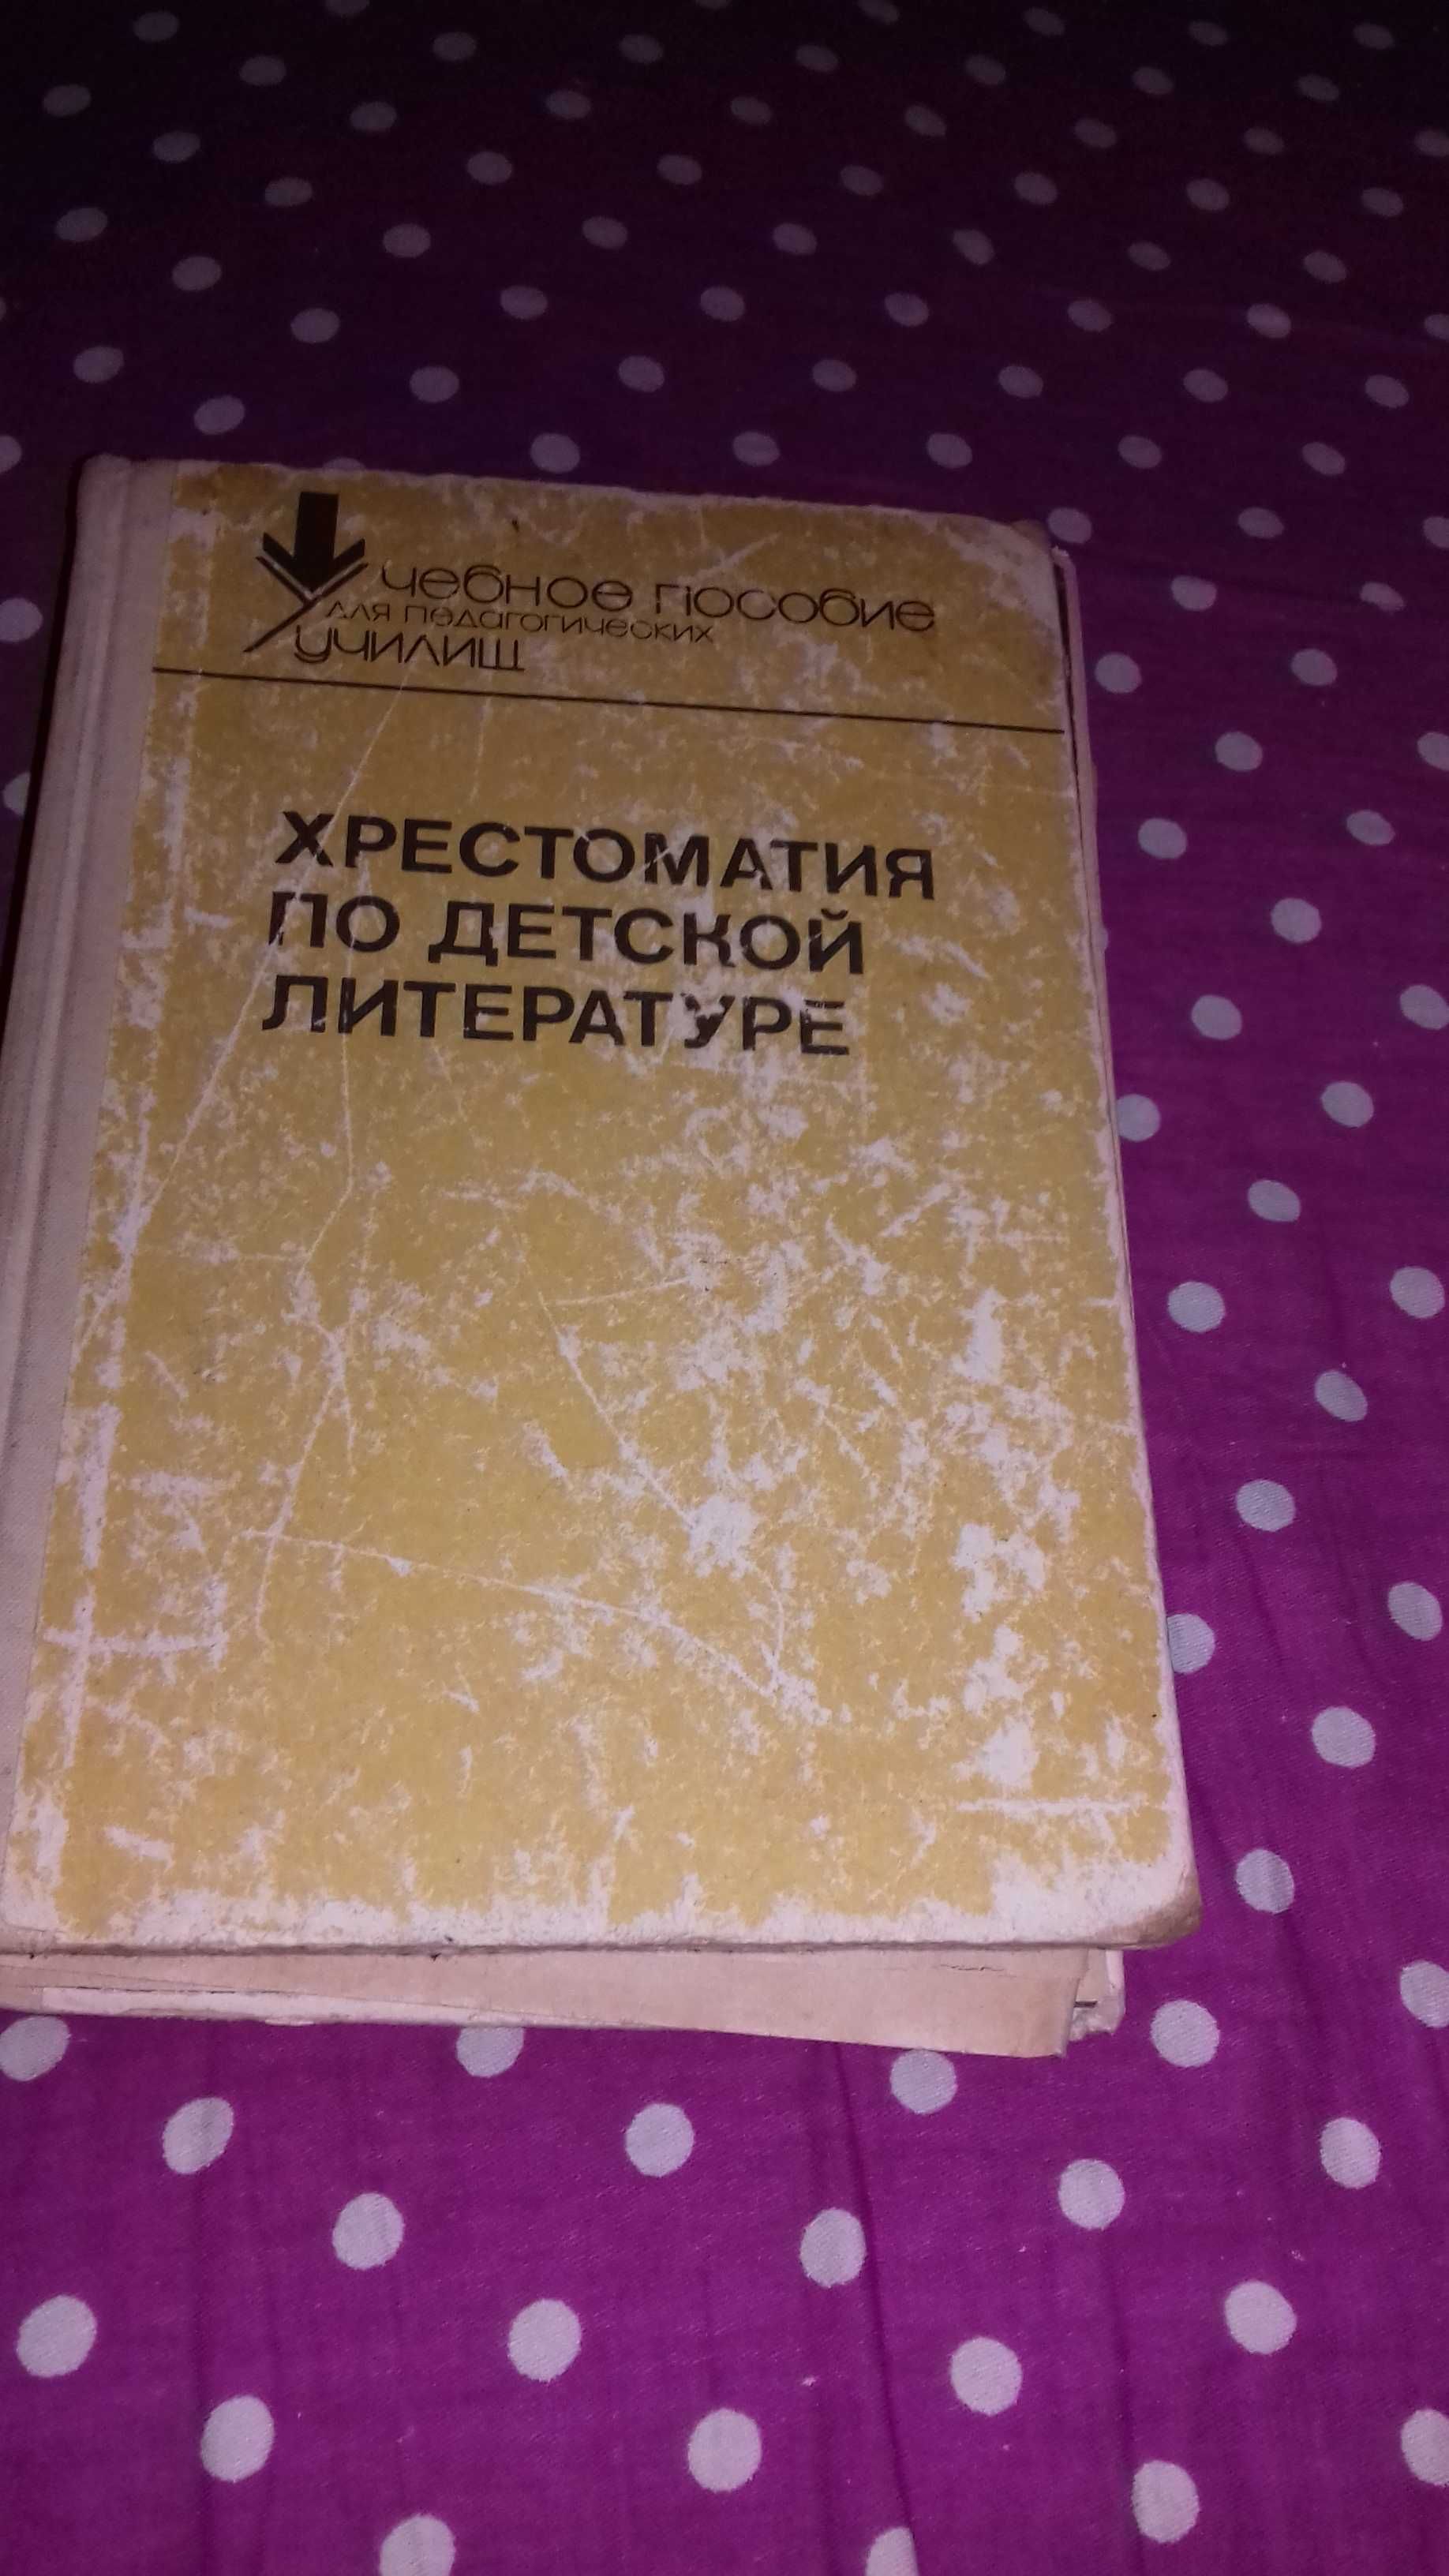 Учебное пособие
для педагогических
училищ
ХРЕСТОМАТИЯ
ПО ДЕТСКОЙ
ЛИТЕРАТУРЕ